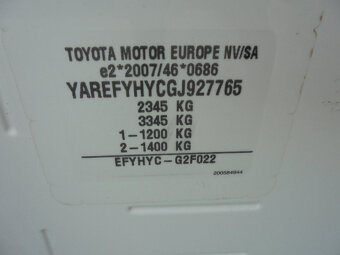 TOYOTA MOTOR EUROPE NV/SA
e2*2007/46*0686
YAREFYHYCGJ927765
2345 KG
3345 KG
1-1200 KG
2-1400 KG
EFYHYC-G2F022
200584944